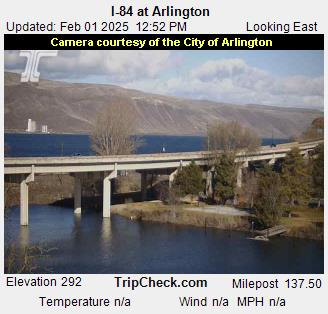 I-84 at Arlington
Updated: Feb 01 2025 12:52 PM Looking East
Camera courtesy of the City of Arlington
Elevation 292 TripCheck.com Milepost 137.50
Temperature n/a Wind n/a MPH n/a